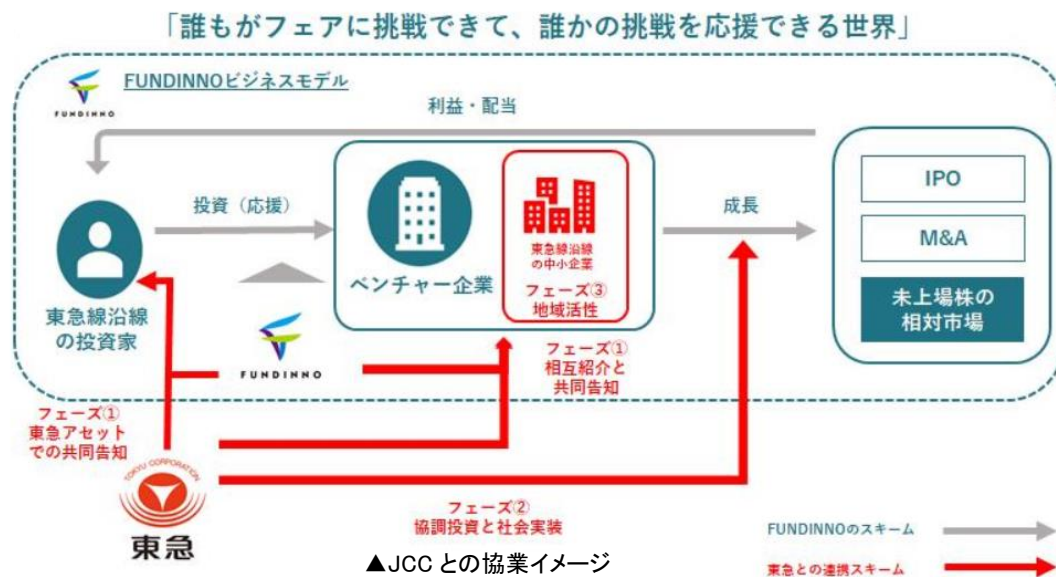 「誰もがフェアに挑戦できて、誰かの挑戦を応援できる世界」
FUNDINNO
FUNDINNOビジネスモデル
利益・配当
投資（応援）
東急線沿線
の投資家
ベンチャー企業
東急線沿線
の中小企業
フェーズ③
地域活性
成長
IPO
M&A
未上場株の
相対市場
FUNDINNO
フェーズ①
相互紹介と
共同告知
フェーズ①
東急アセット
での共同告知
TOKYU CORPORATION
東急
フェーズ②
協調投資と社会実装
▲JCC との協業イメージ
FUNDINNOのスキーム
東急との連携スキーム